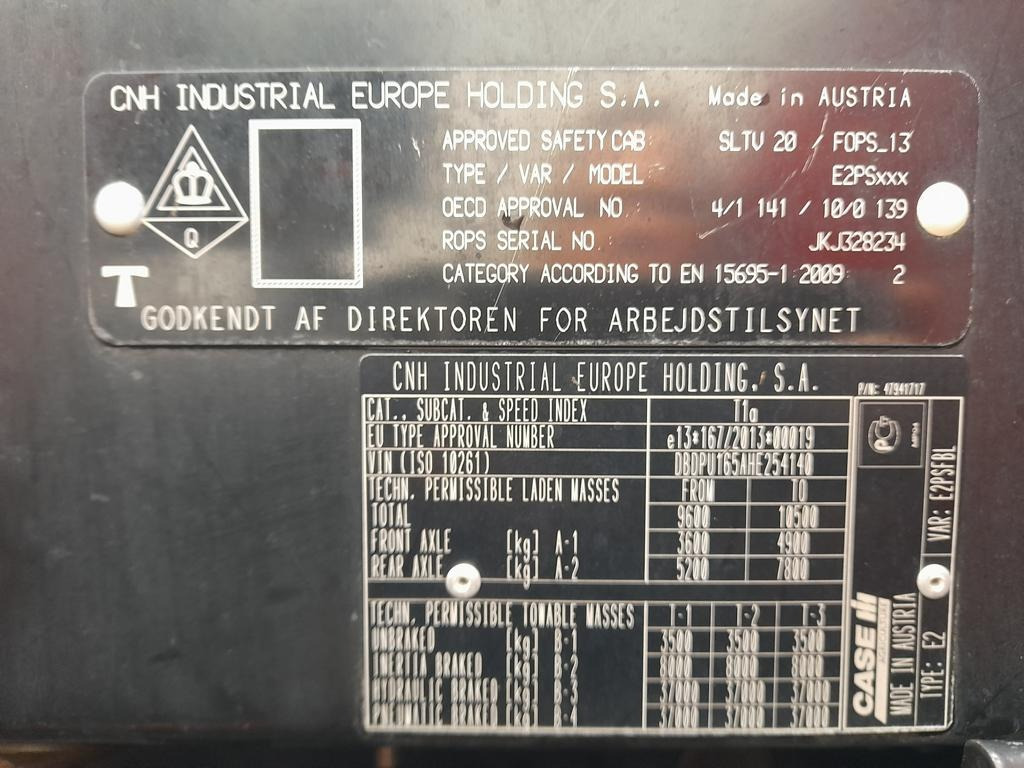 CNH INDUSTRIAL EUROPE HOLDING S.A. Made in AUSTRIA
APPROVED SAFETY CAB: SLTV 20 / FOPS_13
TYPE / VAR / MODEL E2PSxxx
OECD APPROVAL NO : 4/1 141 / 10/0 139
ROPS SERIAL NO : JKJ328234
CATEGORY ACCORDING TO EN 15695-1 : 2009: 2
Q
T
GODKENDT AF DIREKTOREN FOR ARBEJDSTILSYNET
CNH INDUSTRIAL EUROPE HOLDING, S.A.
P/N: 47941717
CAT., SUBCAT. & SPEED INDEX T1a
EU TYPE APPROVAL NUMBER e13*167/2013*00019
VIN (ISO 10261) DBDPU165AHE254140
TECHN. PERMISSIBLE LADEN MASSES FROM TO
TOTAL 9600 10500
FRONT AXLE [kg] A-1 3600 4900
REAR AXLE [kg] A-2 5200 7800
TECHN. PERMISSIBLE TOWABLE MASSES T-1 T-2 T-3
UNBRAKED [kg] B-1 3500 3500 3500
INERTIA BRAKED [kg] B-2 8000 8000 8000
HYDRAULIC BRAKED [kg] B-3 37000 37000 37000
PNEUMATIC BRAKED [kg] B-4 37000 37000 37000
CASE IH
MADE IN AUSTRIA
TYPE: E2 VAR: E2PSFBL